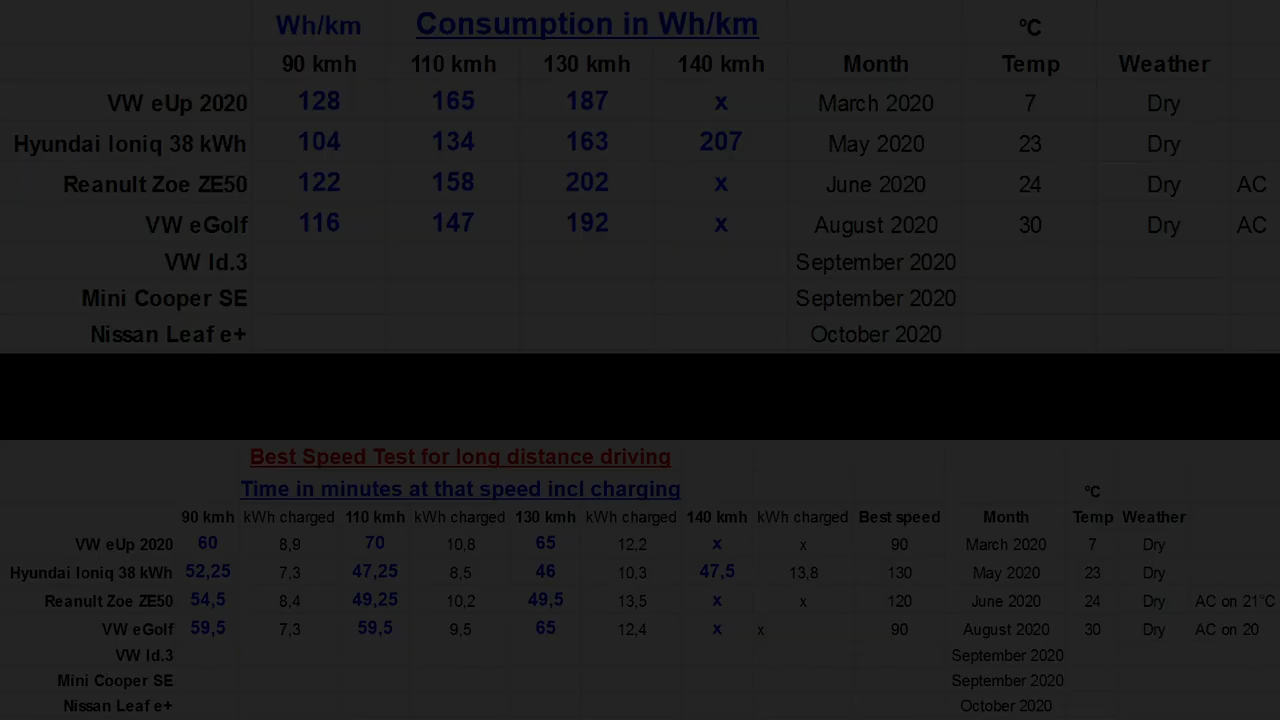 Wh/km Consumption in Wh/km ºC
90 kmh 110 kmh 130 kmh 140 kmh Month Temp Weather
VW eUp 2020 128 165 187 x March 2020 7 Dry
Hyundai Ioniq 38 kWh 104 134 163 207 May 2020 23 Dry
Reanult Zoe ZE50 122 158 202 x June 2020 24 Dry AC
VW eGolf 116 147 192 x August 2020 30 Dry AC
VW Id.3 September 2020
Mini Cooper SE September 2020
Nissan Leaf e+ October 2020
Best Speed Test for long distance driving
Time in minutes at that speed incl charging ºC
90 kmh kWh charged 110 kmh kWh charged 130 kmh kWh charged 140 kmh kWh charged Best speed Month Temp Weather
VW eUp 2020 60 8,9 70 10,8 65 12,2 x x 90 March 2020 7 Dry
Hyundai Ioniq 38 kWh 52,25 7,3 47,25 8,5 46 10,3 47,5 13,8 130 May 2020 23 Dry
Reanult Zoe ZE50 54,5 8,4 49,25 10,2 49,5 13,5 x x 120 June 2020 24 Dry AC on 21°C
VW eGolf 59,5 7,3 59,5 9,5 65 12,4 x x 90 August 2020 30 Dry AC on 20
VW Id.3 September 2020
Mini Cooper SE September 2020
Nissan Leaf e+ October 2020